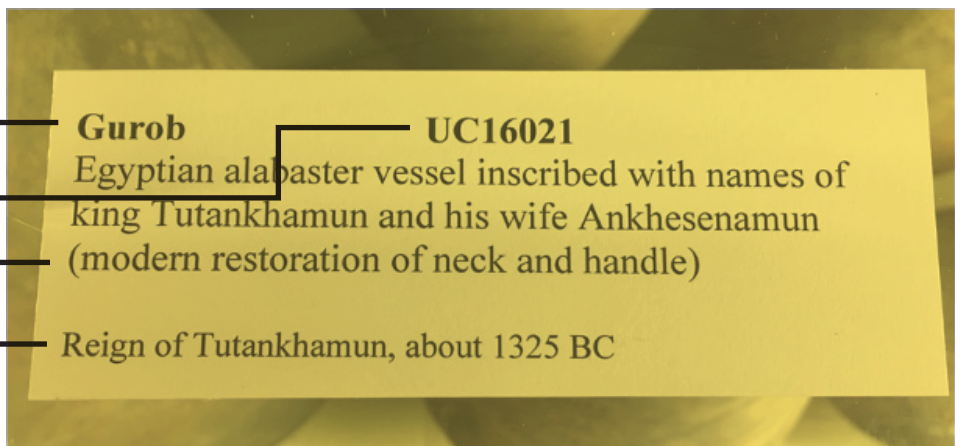 Gurob UC16021
Egyptian alabaster vessel inscribed with names of
king Tutankhamun and his wife Ankhesenamun
(modern restoration of neck and handle)
Reign of Tutankhamun, about 1325 BC